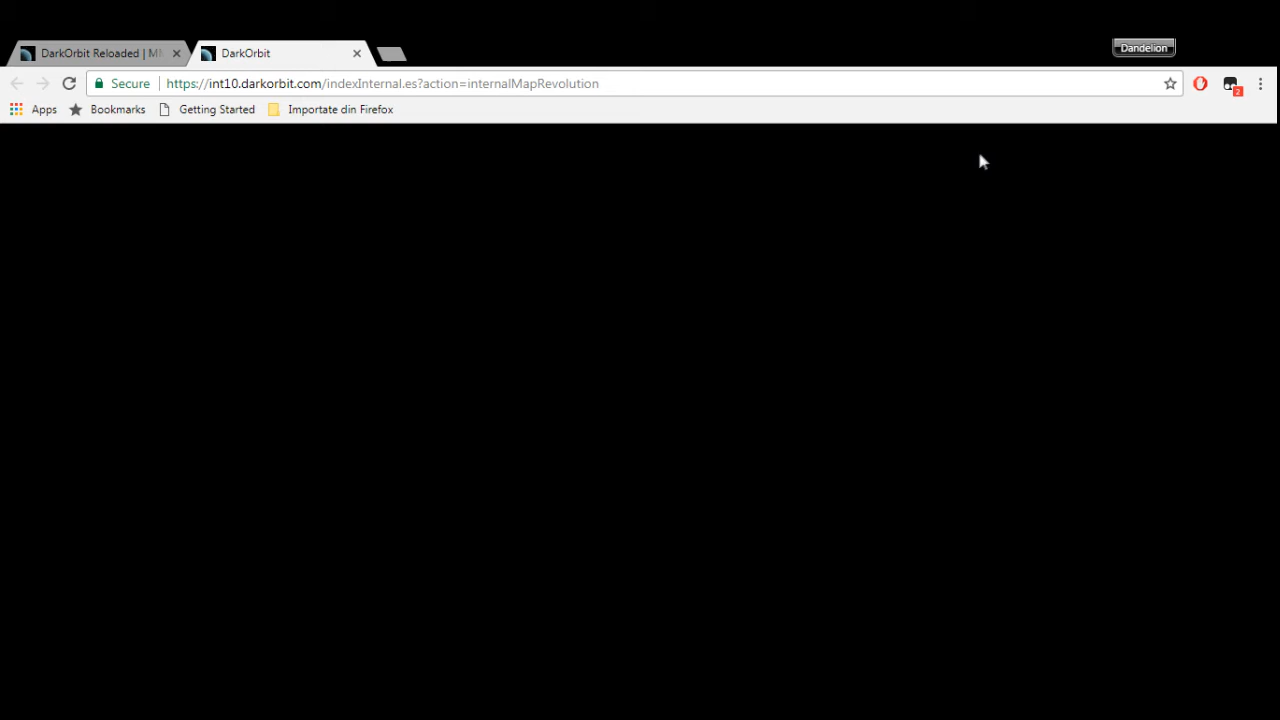 DarkOrbit Reloaded | M
DarkOrbit
Dandelion
Secure
https://int10.darkorbit.com/indexInternal.es?action=internalMapRevolution
2
Apps
Bookmarks
Getting Started
Importate din Firefox